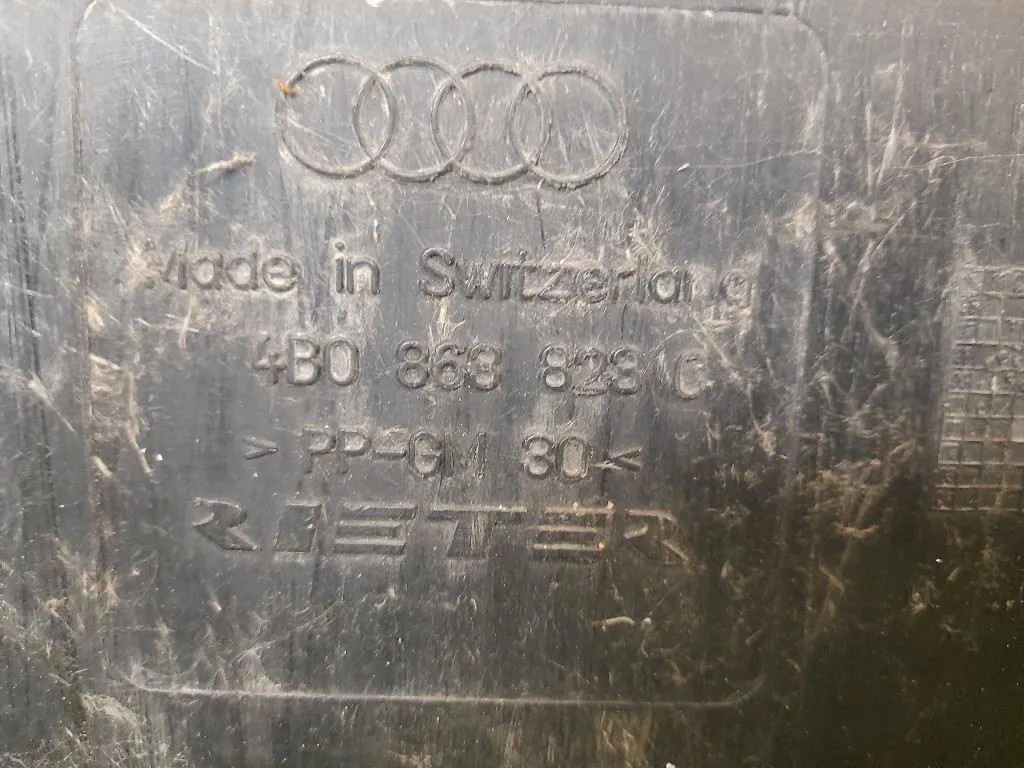 Made in Switzerland
4B0 863 823 C
> PP-GM 30 <
RIETER